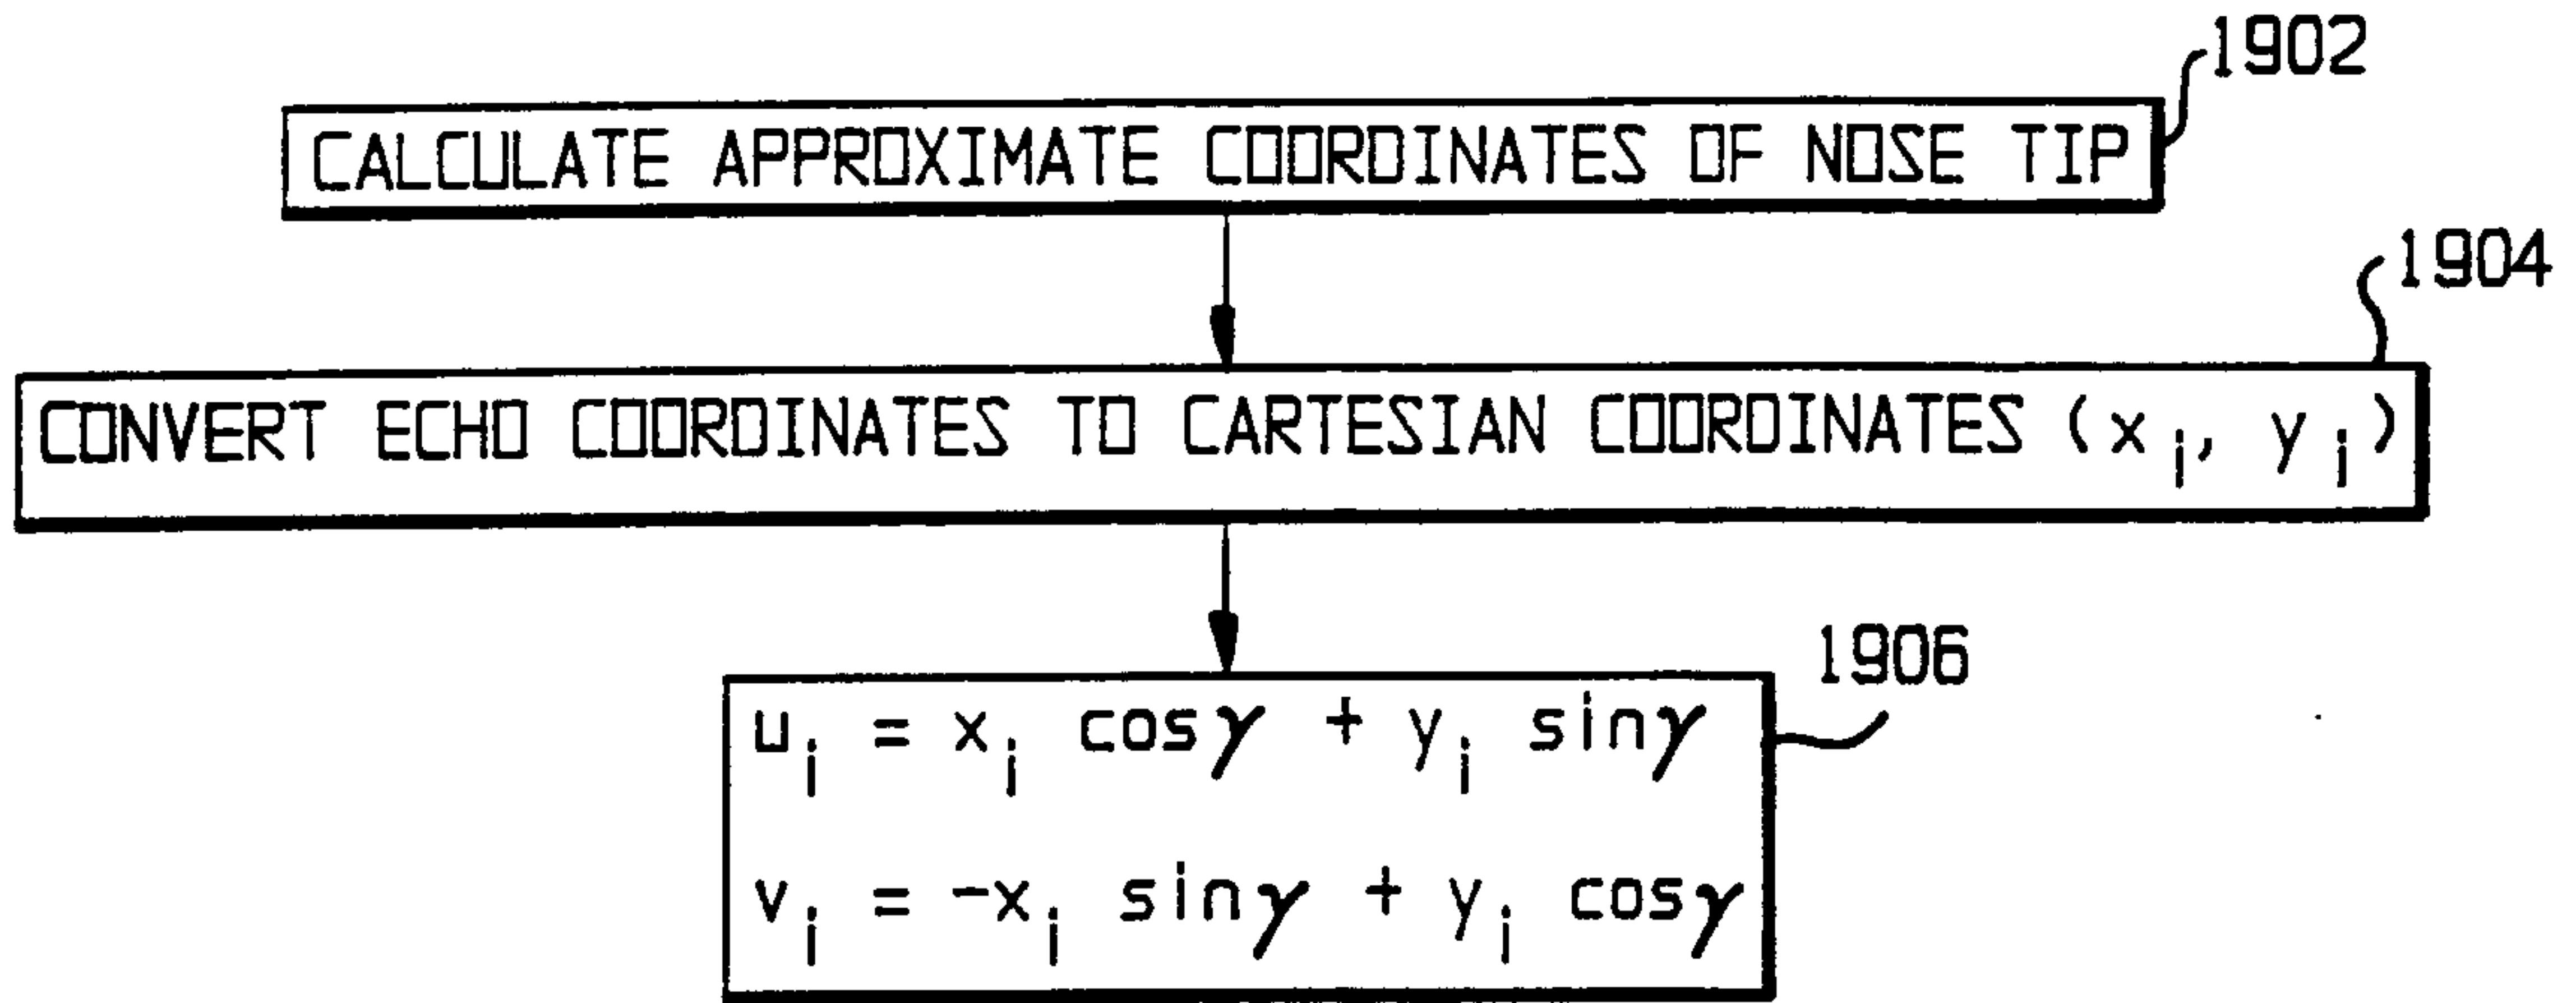 1902
CALCULATE APPROXIMATE COORDINATES OF NOSE TIP
1904
CONVERT ECHO COORDINATES TO CARTESIAN COORDINATES (x i, y i)
1906
u i = x i cosγ + y i sinγ
v i = -x i sinγ + y i cosγ